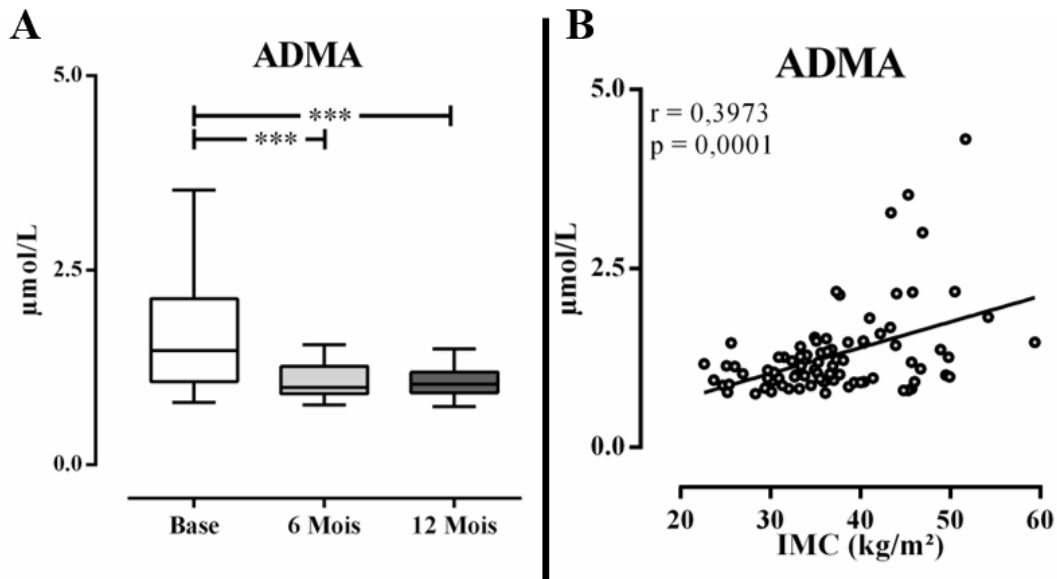 A
ADMA
5.0
***
***
2.5
µmol/L
0.0
Base 6 Mois 12 Mois
B
ADMA
5.0
r = 0,3973
p = 0,0001
2.5
µmol/L
0.0
20 30 40 50 60
IMC (kg/m²)